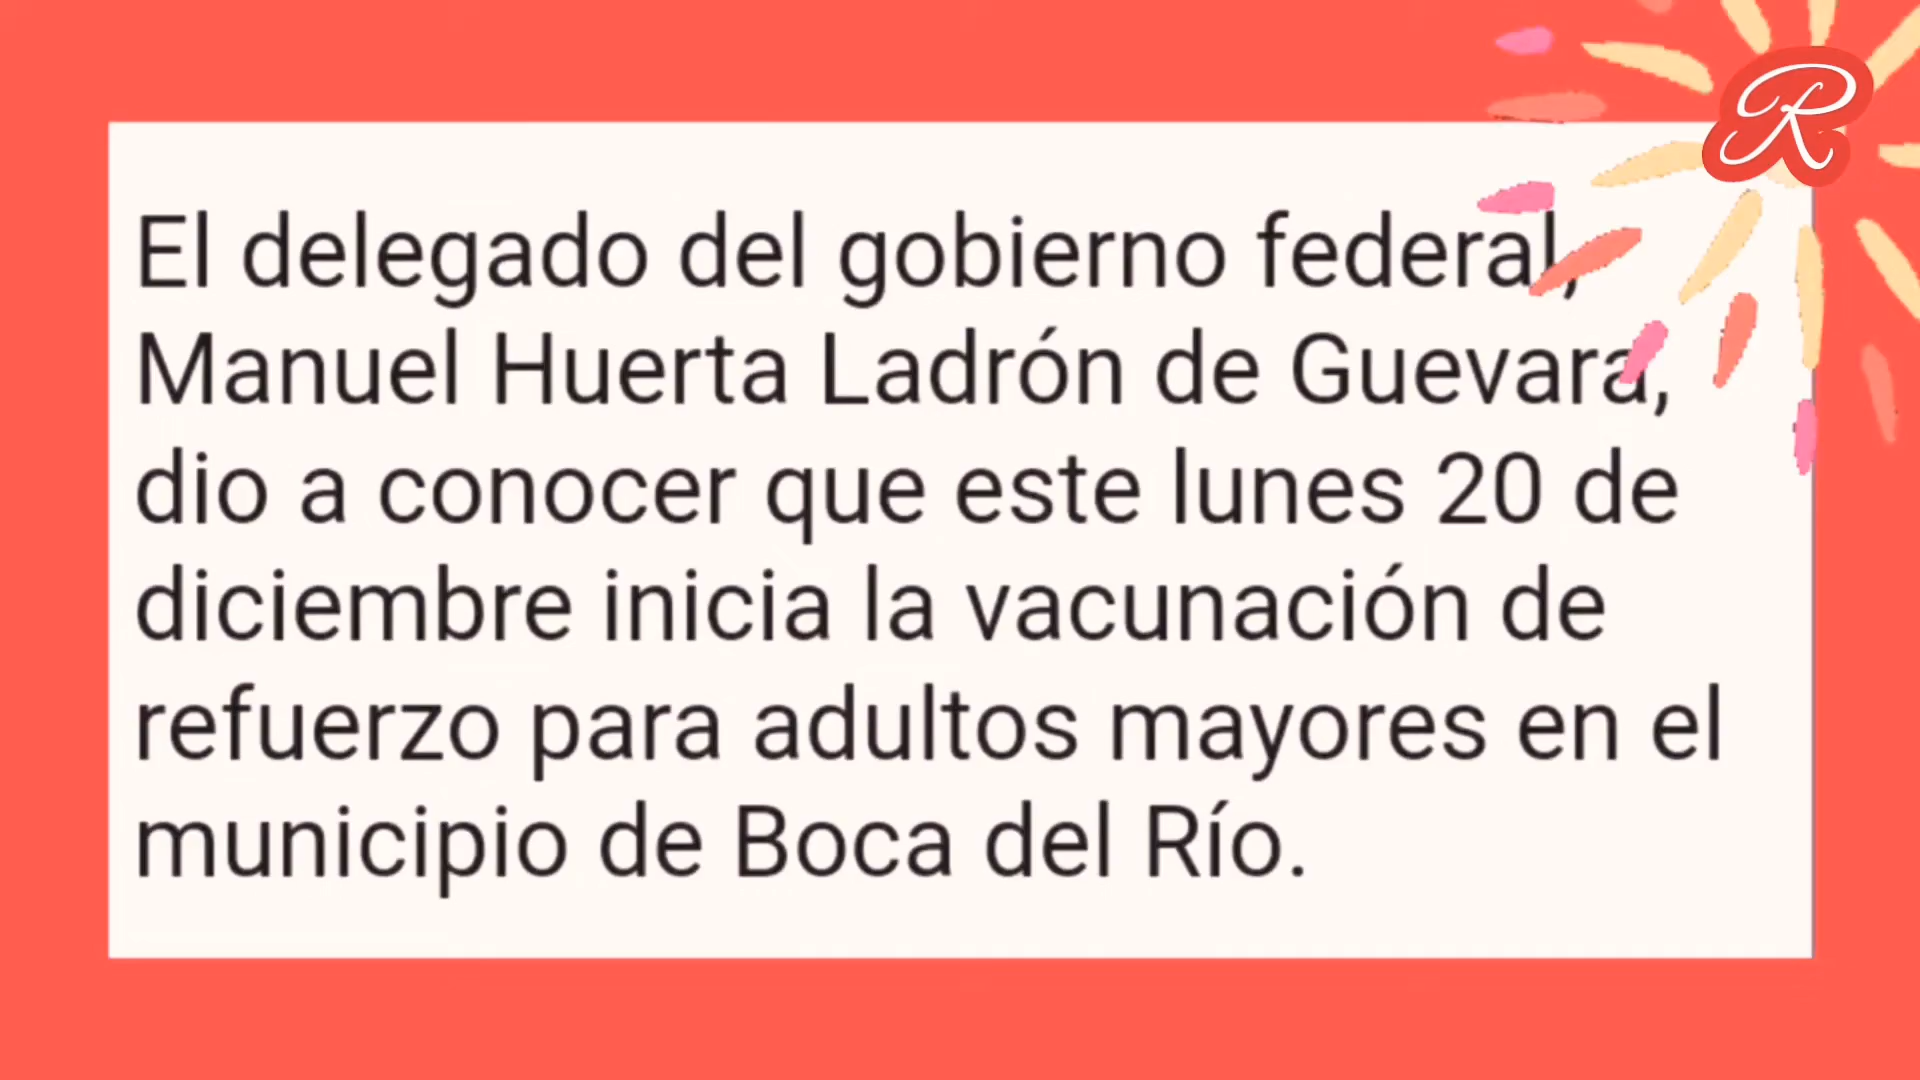 R
El delegado del gobierno federal,
Manuel Huerta Ladrón de Guevara,
dio a conocer que este lunes 20 de
diciembre inicia la vacunación de
refuerzo para adultos mayores en el
municipio de Boca del Río.